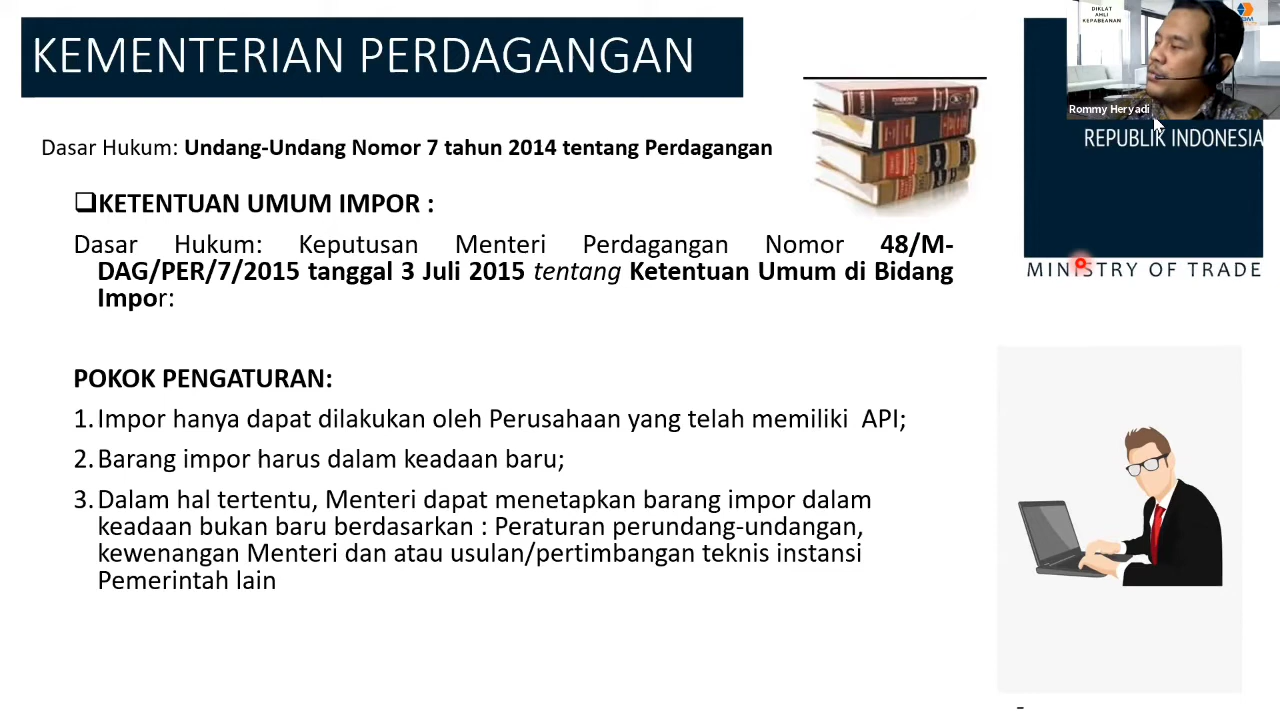 KEMENTERIAN PERDAGANGAN
DIKLAT
AHLI
KEPABEANAN
Rommy Heryadi
REPUBLIK INDONESIA
MINISTRY OF TRADE
Dasar Hukum: Undang-Undang Nomor 7 tahun 2014 tentang Perdagangan
❑KETENTUAN UMUM IMPOR :
Dasar Hukum: Keputusan Menteri Perdagangan Nomor 48/M-
DAG/PER/7/2015 tanggal 3 Juli 2015 tentang Ketentuan Umum di Bidang
Impor:
POKOK PENGATURAN:
1. Impor hanya dapat dilakukan oleh Perusahaan yang telah memiliki API;
2. Barang impor harus dalam keadaan baru;
3. Dalam hal tertentu, Menteri dapat menetapkan barang impor dalam
keadaan bukan baru berdasarkan : Peraturan perundang-undangan,
kewenangan Menteri dan atau usulan/pertimbangan teknis instansi
Pemerintah lain